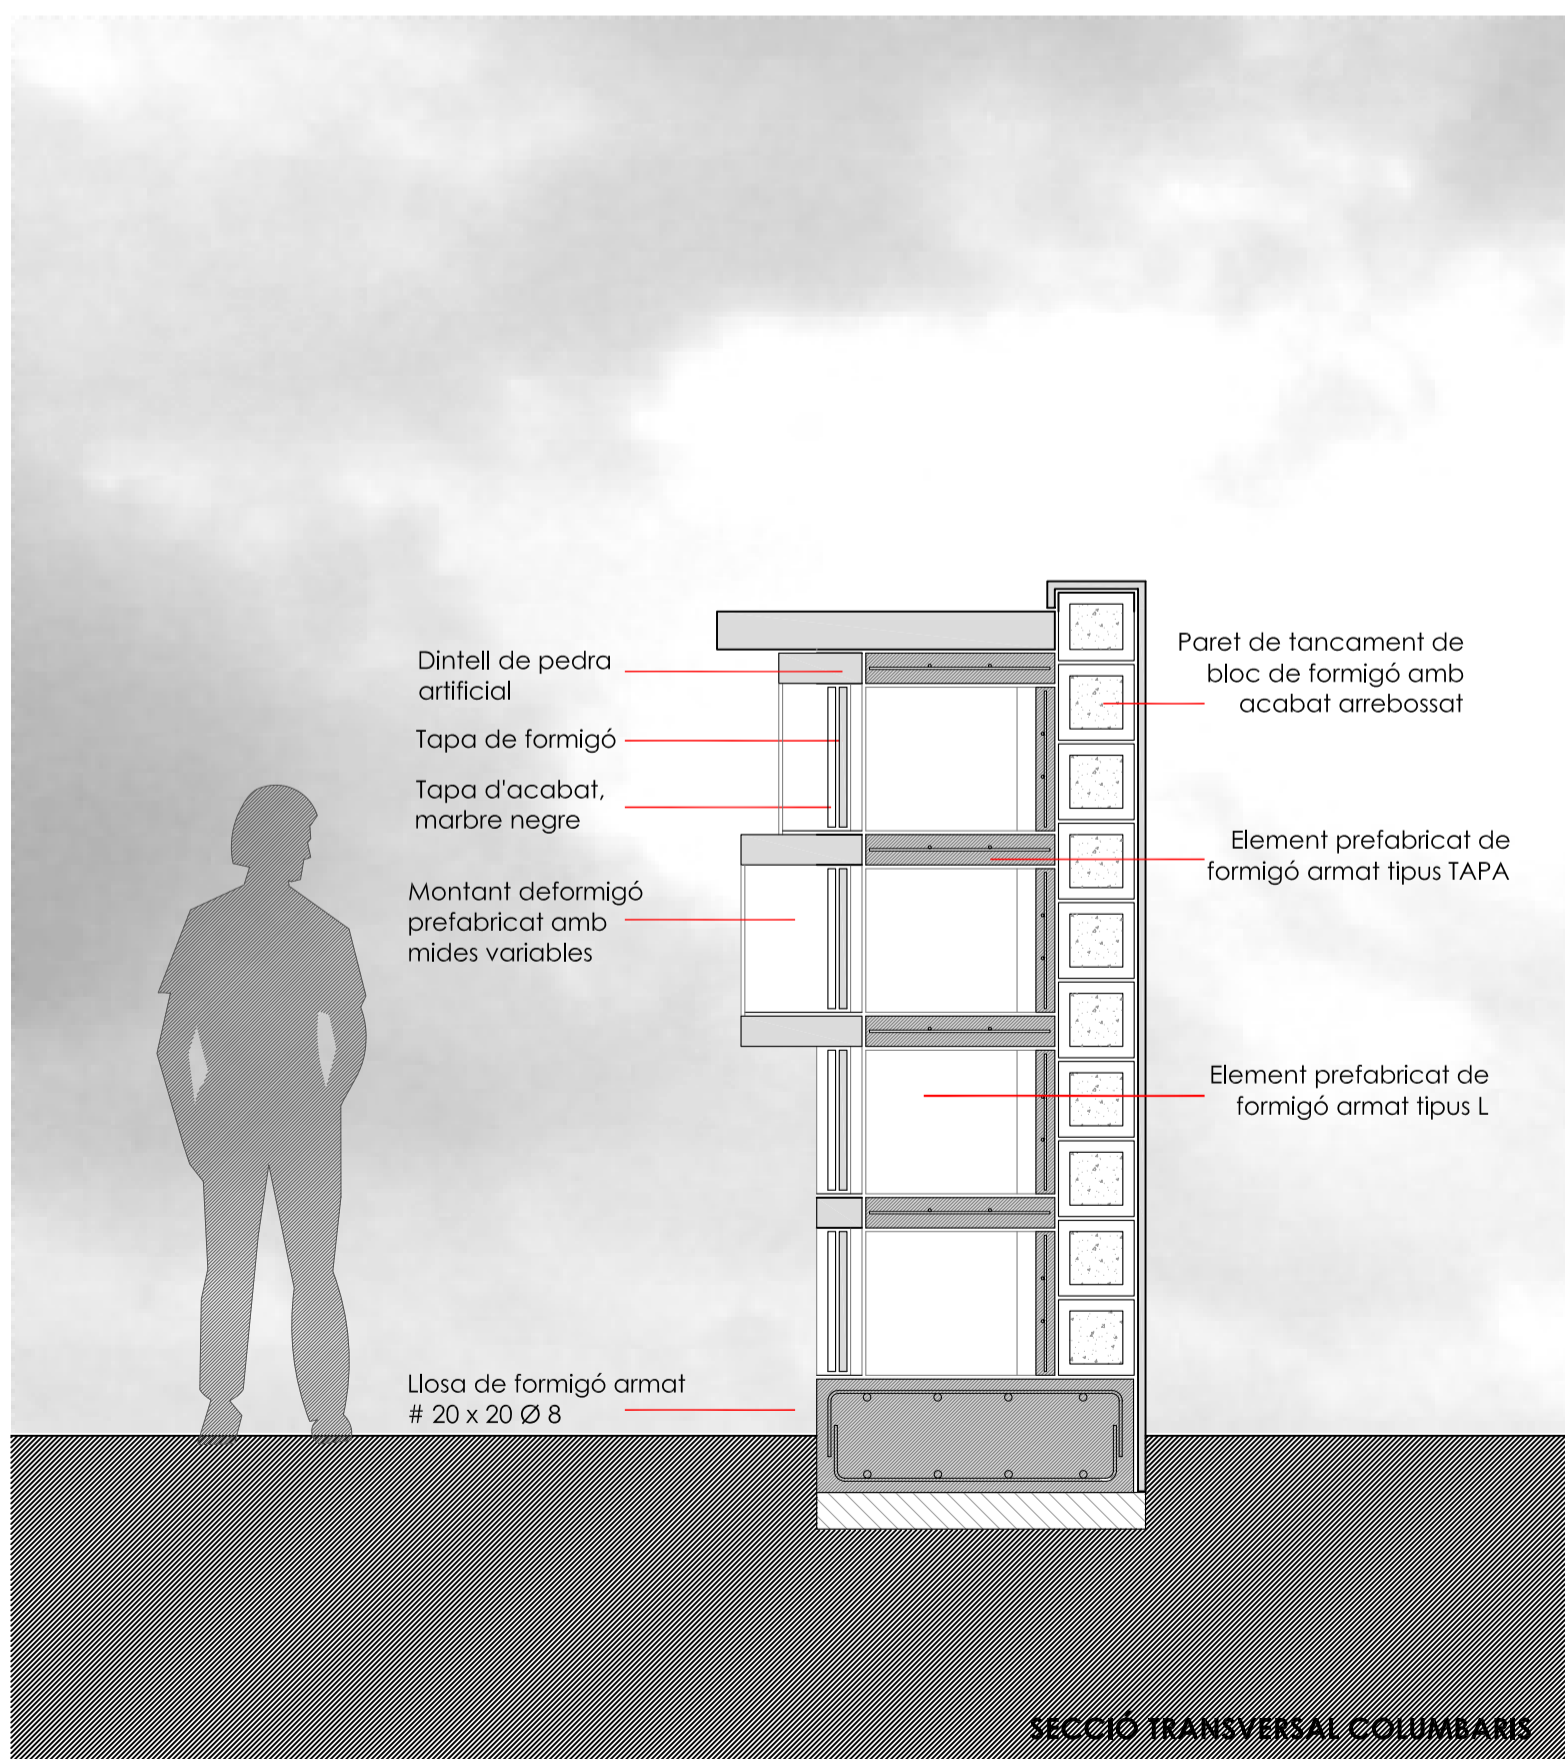 Dintell de pedra
artificial
Tapa de formigó
Tapa d'acabat,
marbre negre
Montant deformigó
prefabricat amb
mides variables
Llosa de formigó armat
# 20 x 20 Ø 8
Paret de tancament de
bloc de formigó amb
acabat arrebossat
Element prefabricat de
formigó armat tipus TAPA
Element prefabricat de
formigó armat tipus L
SECCIÓ TRANSVERSAL COLUMBARIS